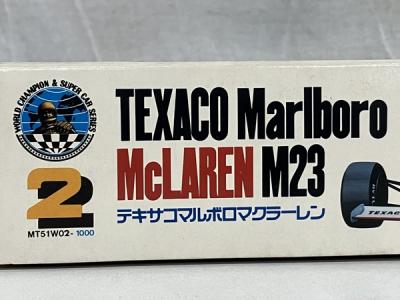 WORLD CHAMPION & SUPER CAR SERIES
TEXACO Marlboro
McLAREN M23
2
テキサコマルボロマクラーレン
MT51W02-1000
TEXACO